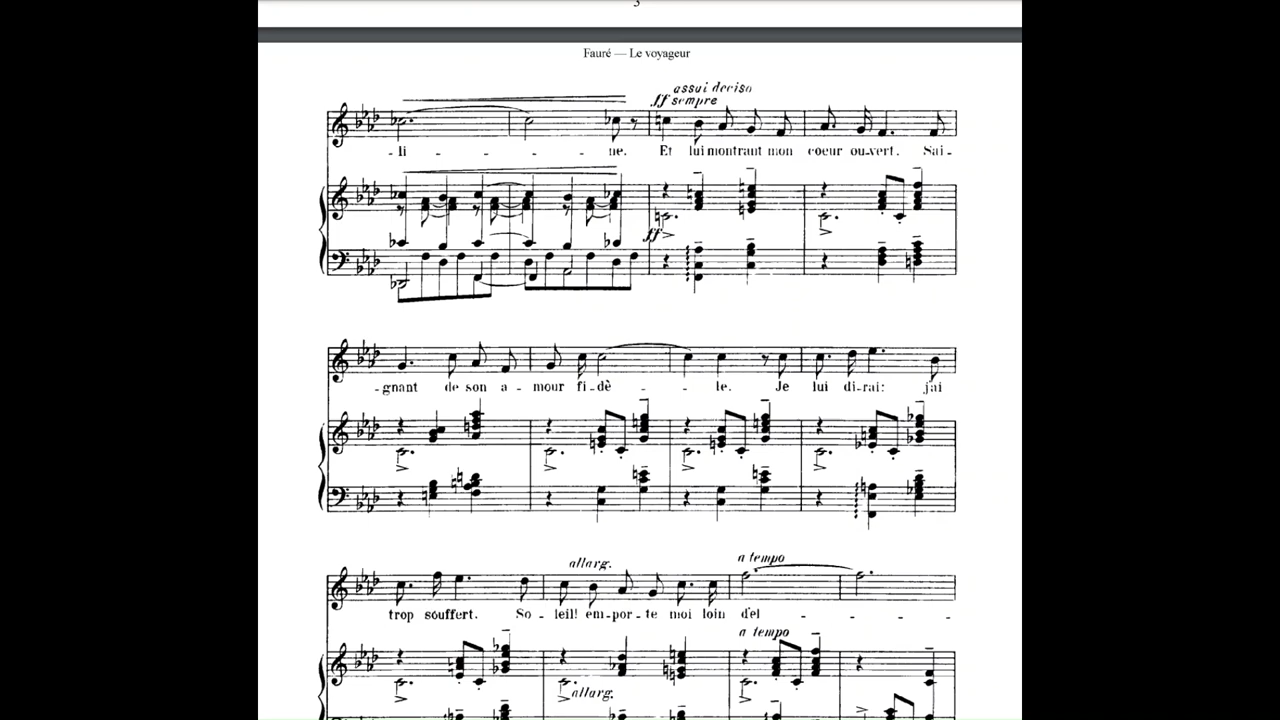 3
Fauré — Le voyageur
assai deciso
ff sempre
- li - - - ne. Et lui montrant mon coeur ou-vert. Sai-
ff
-gnant de son a - mour fi-dè - - - le. Je lui di-rai: j'ai
allarg. a tempo
trop souffert. So - leil! em-por-te moi loin d'el - - - -
a tempo
allarg.